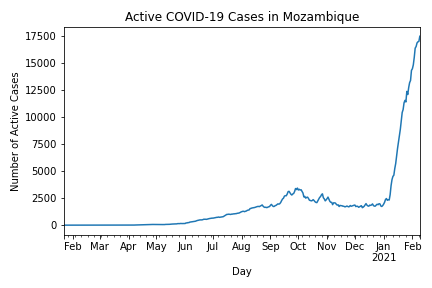 Active COVID-19 Cases in Mozambique
Number of Active Cases
17500
15000
12500
10000
7500
5000
2500
0
Feb Mar Apr May Jun Jul Aug Sep Oct Nov Dec Jan Feb
2021
Day